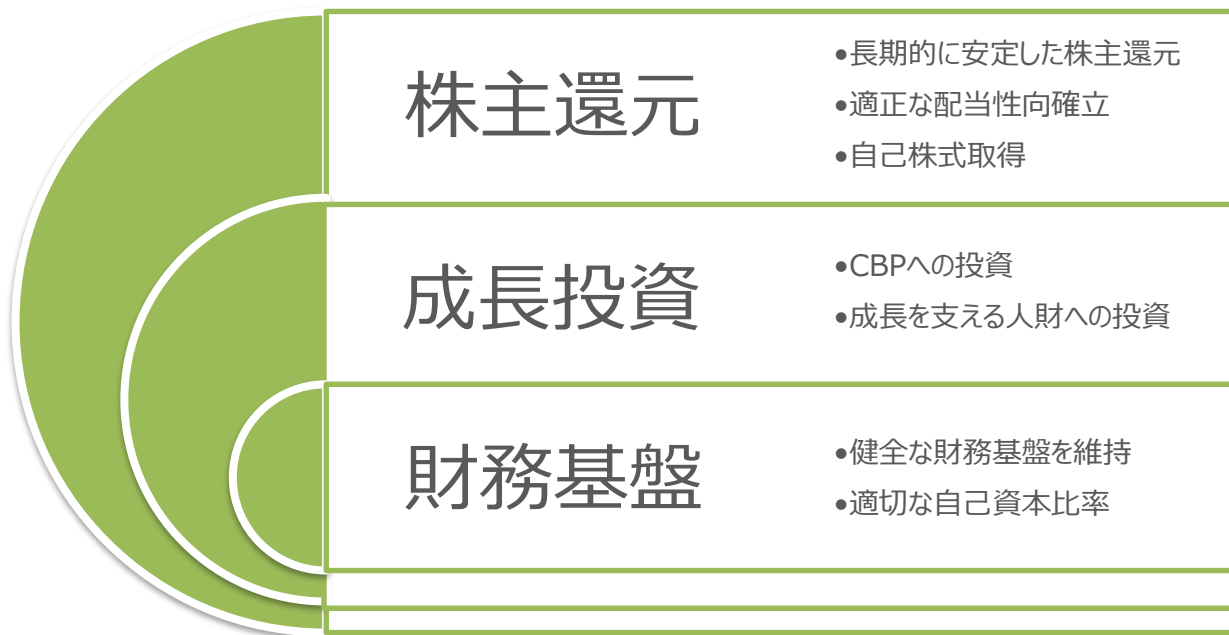 株主還元
•長期的に安定した株主還元
•適正な配当性向確立
•自己株式取得
成長投資
•CBPへの投資
•成長を支える人財への投資
財務基盤
•健全な財務基盤を維持
•適切な自己資本比率